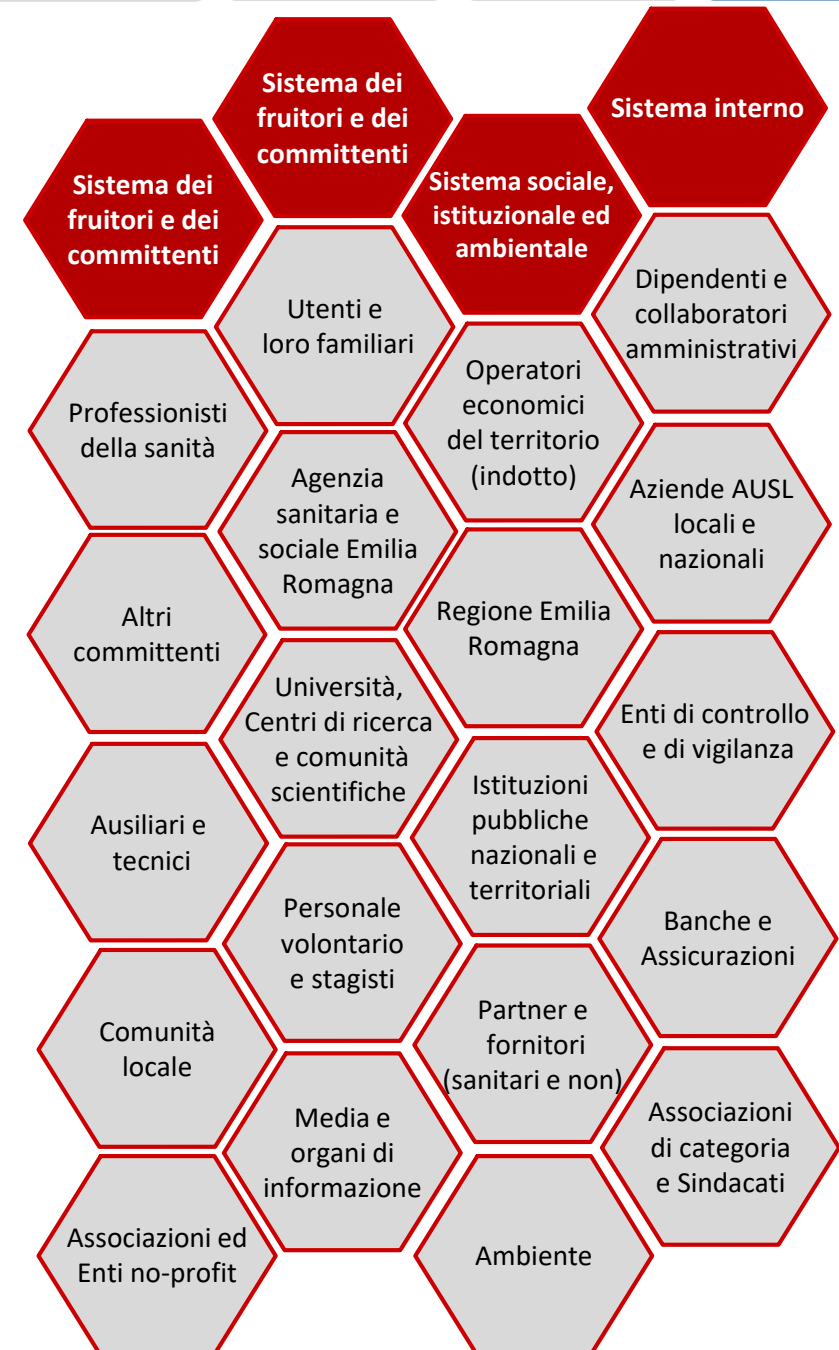 Sistema dei
fruitori e dei
committenti
Professionisti
della sanità
Altri
committenti
Ausiliari e
tecnici
Comunità
locale
Associazioni ed
Enti no-profit
Sistema dei
fruitori e dei
committenti
Utenti e
loro familiari
Agenzia
sanitaria e
sociale Emilia
Romagna
Università,
Centri di ricerca
e comunità
scientifiche
Personale
volontario
e stagisti
Media e
organi di
informazione
Sistema sociale,
istituzionale ed
ambientale
Operatori
economici
del territorio
(indotto)
Regione Emilia
Romagna
Istituzioni
pubbliche
nazionali e
territoriali
Partner e
fornitori
(sanitari e non)
Ambiente
Sistema interno
Dipendenti e
collaboratori
amministrativi
Aziende AUSL
locali e
nazionali
Enti di controllo
e di vigilanza
Banche e
Assicurazioni
Associazioni
di categoria
e Sindacati